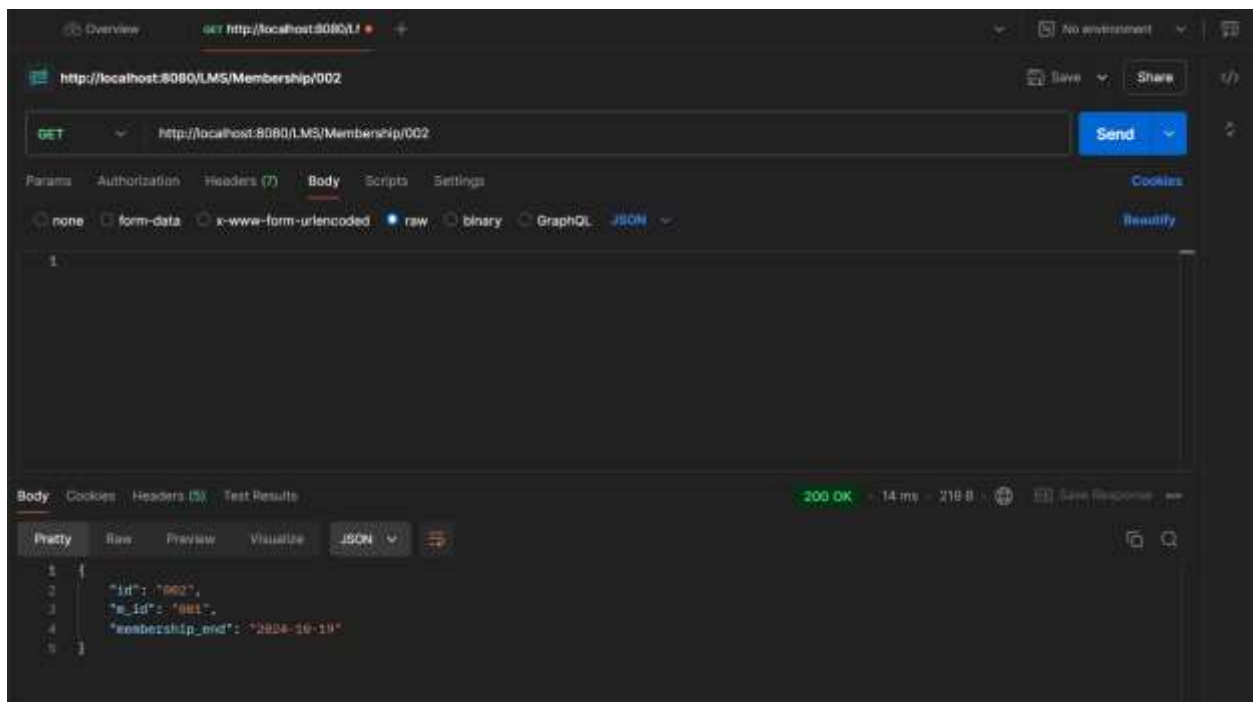 Overview GET http://localhost:8080/L! + No environment
http://localhost:8080/LMS/Membership/002 Save Share
GET http://localhost:8080/LMS/Membership/002 Send
Params Authorization Headers (7) Body Scripts Settings Cookies
none form-data x-www-form-urlencoded raw binary GraphQL JSON Beautify
1
Body Cookies Headers (5) Test Results 200 OK 14 ms 219 B Save Response
Pretty Raw Preview Visualize JSON
1 {
2 "id": "002",
3 "m_id": "001",
4 "membership_end": "2024-10-19"
5 }